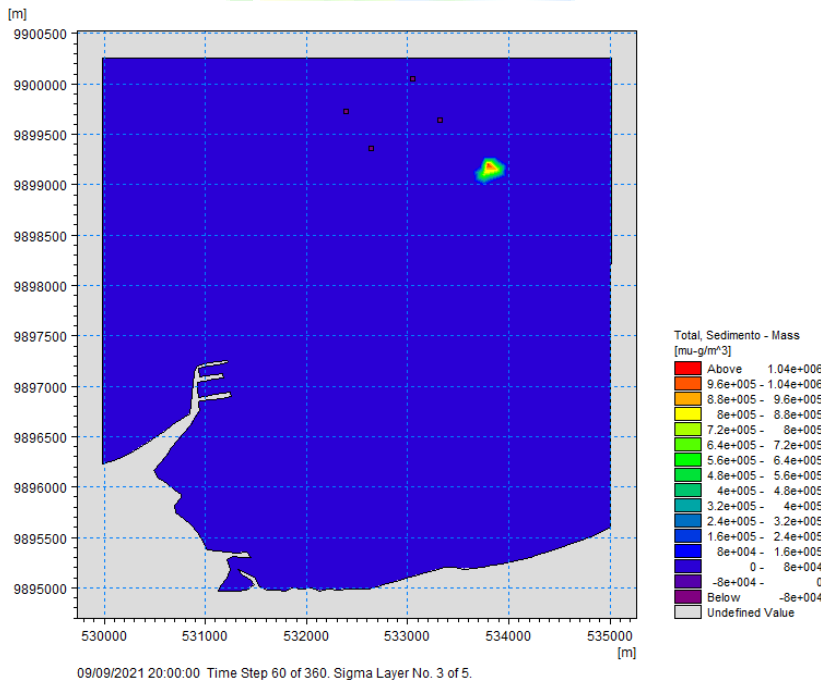 [m]
9900500
9900000
9899500
9899000
9898500
9898000
9897500
9897000
9896500
9896000
9895500
9895000
530000 531000 532000 533000 534000 535000
[m]
09/09/2021 20:00:00 Time Step 60 of 360. Sigma Layer No. 3 of 5.
Total, Sedimento - Mass
[mu-g/m^3]
Above 1.04e+006
9.6e+005 - 1.04e+006
8.8e+005 - 9.6e+005
8e+005 - 8.8e+005
7.2e+005 - 8e+005
6.4e+005 - 7.2e+005
5.6e+005 - 6.4e+005
4.8e+005 - 5.6e+005
4e+005 - 4.8e+005
3.2e+005 - 4e+005
2.4e+005 - 3.2e+005
1.6e+005 - 2.4e+005
8e+004 - 1.6e+005
0 - 8e+004
-8e+004 - 0
Below -8e+004
Undefined Value